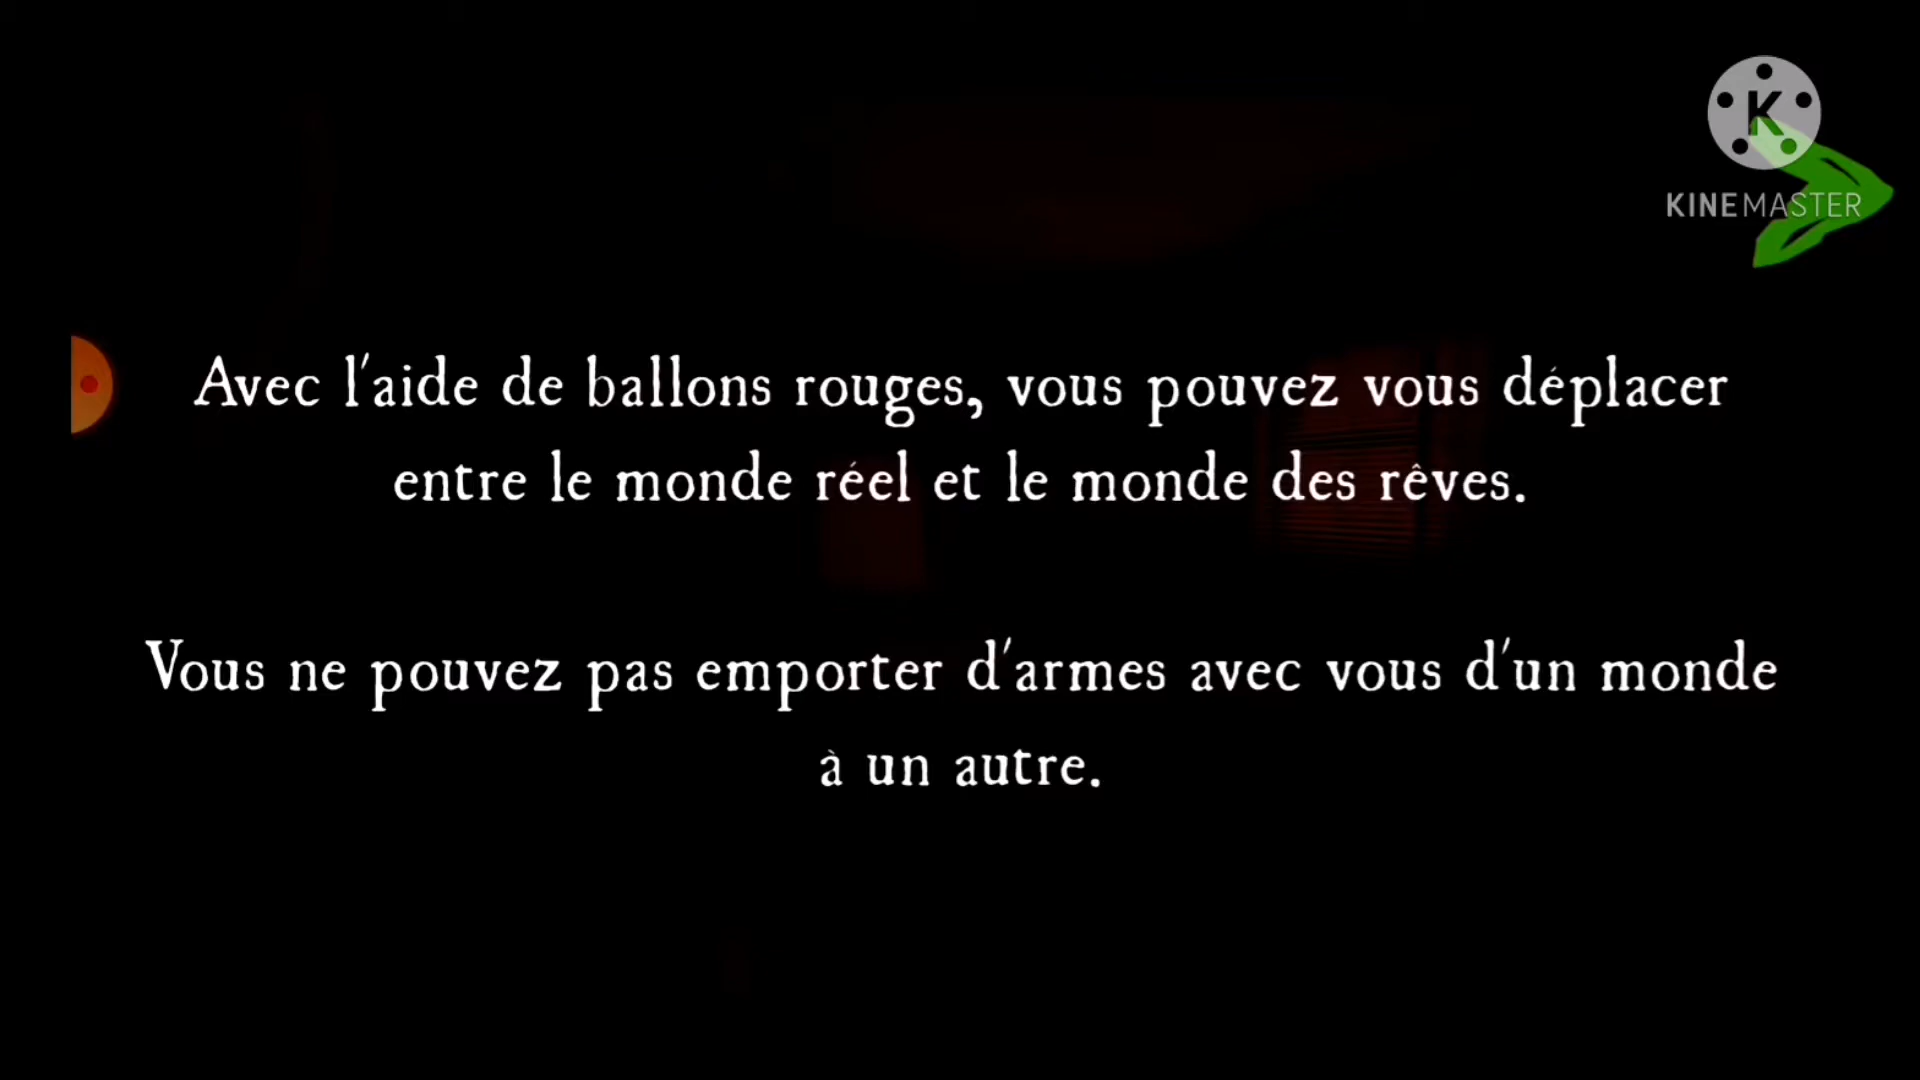 K
KINEMASTER
Avec l'aide de ballons rouges, vous pouvez vous déplacer
entre le monde réel et le monde des rêves.
Vous ne pouvez pas emporter d'armes avec vous d'un monde
à un autre.